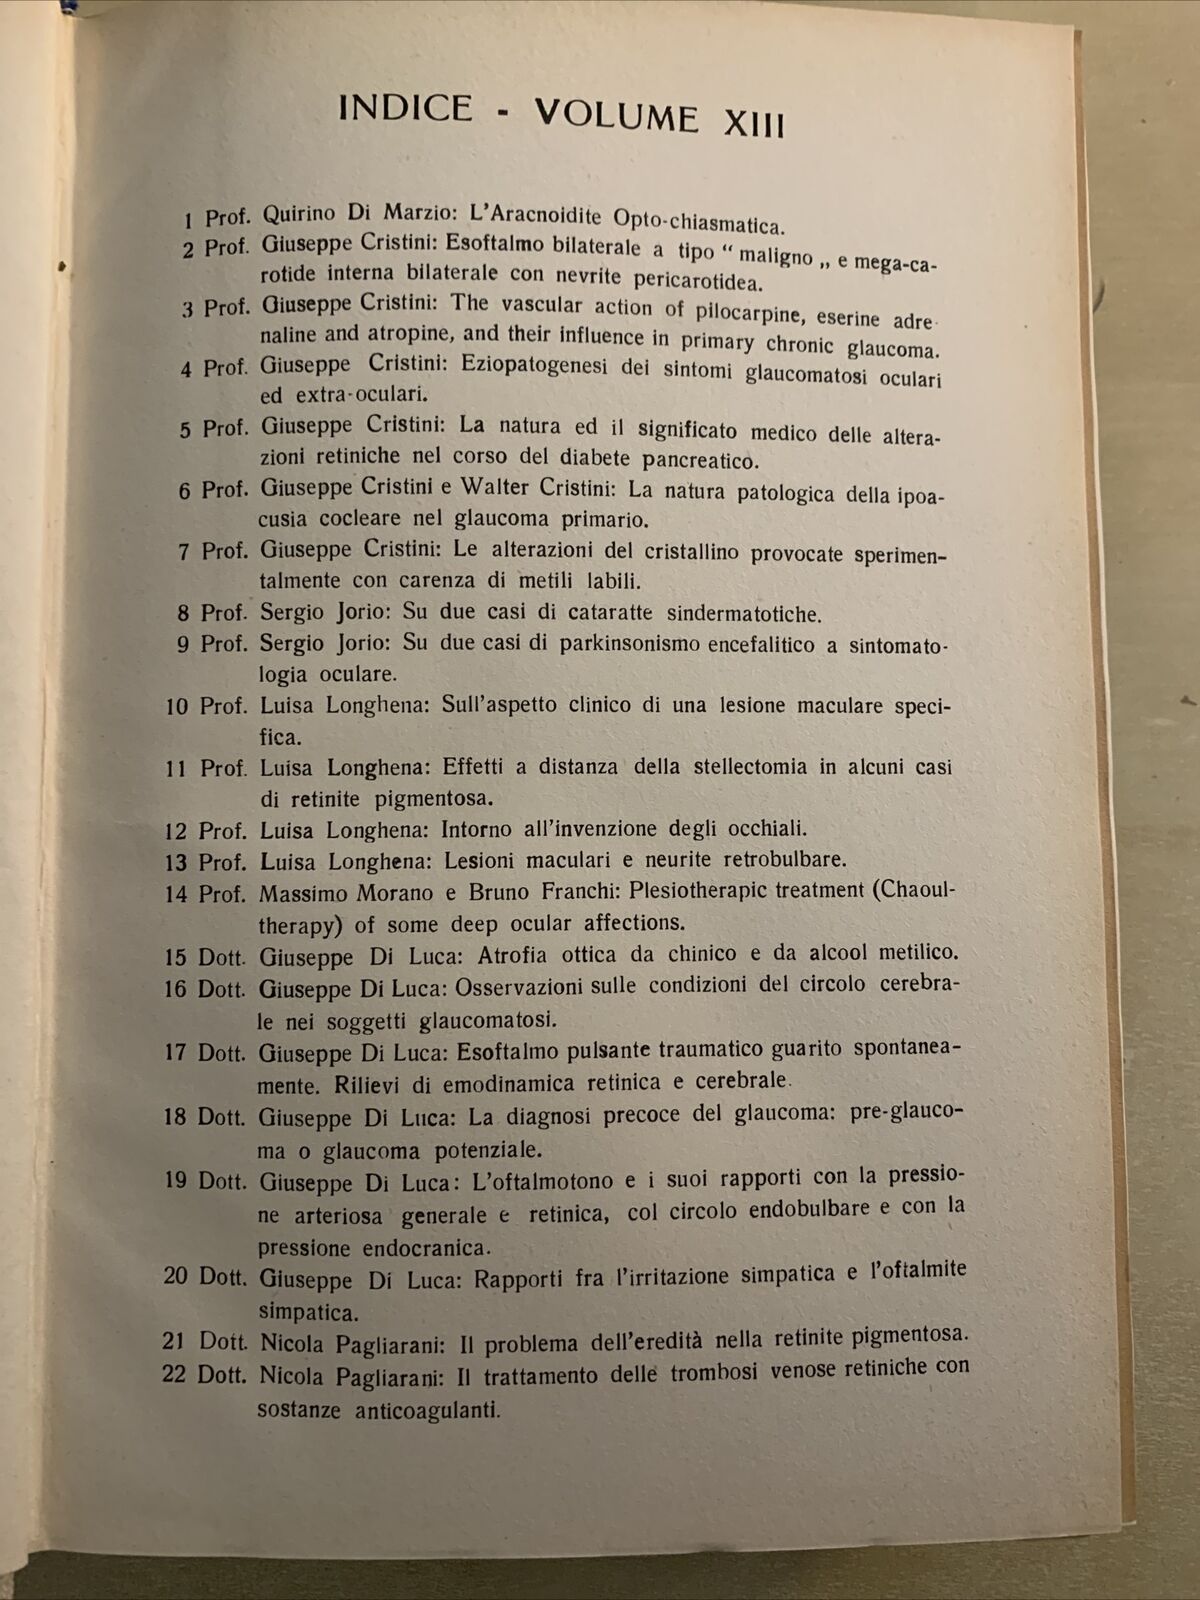 INDICE - VOLUME XIII
1 Prof. Quirino Di Marzio: L'Aracnoidite Opto-chiasmatica.
2 Prof. Giuseppe Cristini: Esoftalmo bilaterale a tipo “ maligno „ e mega-ca-
rotide interna bilaterale con nevrite pericarotidea.
3 Prof. Giuseppe Cristini: The vascular action of pilocarpine, eserine adre-
naline and atropine, and their influence in primary chronic glaucoma.
4 Prof. Giuseppe Cristini: Eziopatogenesi dei sintomi glaucomatosi oculari
ed extra-oculari.
5 Prof. Giuseppe Cristini: La natura ed il significato medico delle altera-
zioni retiniche nel corso del diabete pancreatico.
6 Prof. Giuseppe Cristini e Walter Cristini: La natura patologica della ipoa-
cusia cocleare nel glaucoma primario.
7 Prof. Giuseppe Cristini: Le alterazioni del cristallino provocate sperimen-
talmente con carenza di metili labili.
8 Prof. Sergio Jorio: Su due casi di cataratte sindermatotiche.
9 Prof. Sergio Jorio: Su due casi di parkinsonismo encefalitico a sintomato-
logia oculare.
10 Prof. Luisa Longhena: Sull'aspetto clinico di una lesione maculare speci-
fica.
11 Prof. Luisa Longhena: Effetti a distanza della stellectomia in alcuni casi
di retinite pigmentosa.
12 Prof. Luisa Longhena: Intorno all'invenzione degli occhiali.
13 Prof. Luisa Longhena: Lesioni maculari e neurite retrobulbare.
14 Prof. Massimo Morano e Bruno Franchi: Plesiotherapic treatment (Chaoul-
therapy) of some deep ocular affections.
15 Dott. Giuseppe Di Luca: Atrofia ottica da chinico e da alcool metilico.
16 Dott. Giuseppe Di Luca: Osservazioni sulle condizioni del circolo cerebra-
le nei soggetti glaucomatosi.
17 Dott. Giuseppe Di Luca: Esoftalmo pulsante traumatico guarito spontanea-
mente. Rilievi di emodinamica retinica e cerebrale.
18 Dott. Giuseppe Di Luca: La diagnosi precoce del glaucoma: pre-glauco-
ma o glaucoma potenziale.
19 Dott. Giuseppe Di Luca: L'oftalmotono e i suoi rapporti con la pressio-
ne arteriosa generale e retinica, col circolo endobulbare e con la
pressione endocranica.
20 Dott. Giuseppe Di Luca: Rapporti fra l'irritazione simpatica e l'oftalmite
simpatica.
21 Dott. Nicola Pagliarani: Il problema dell'eredità nella retinite pigmentosa.
22 Dott. Nicola Pagliarani: Il trattamento delle trombosi venose retiniche con
sostanze anticoagulanti.